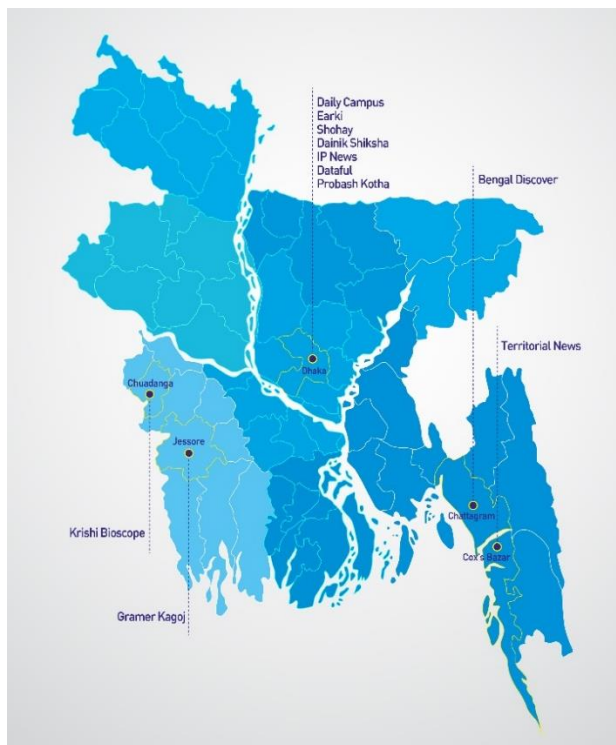 Daily Campus
Earki
Shohay
Dainik Shiksha
IP News
Dataful
Probash Kotha
Bengal Discover
Territorial News
Dhaka
Chuadanga
Jessore
Krishi Bioscope
Chattagram
Cox's Bazar
Gramer Kagoj